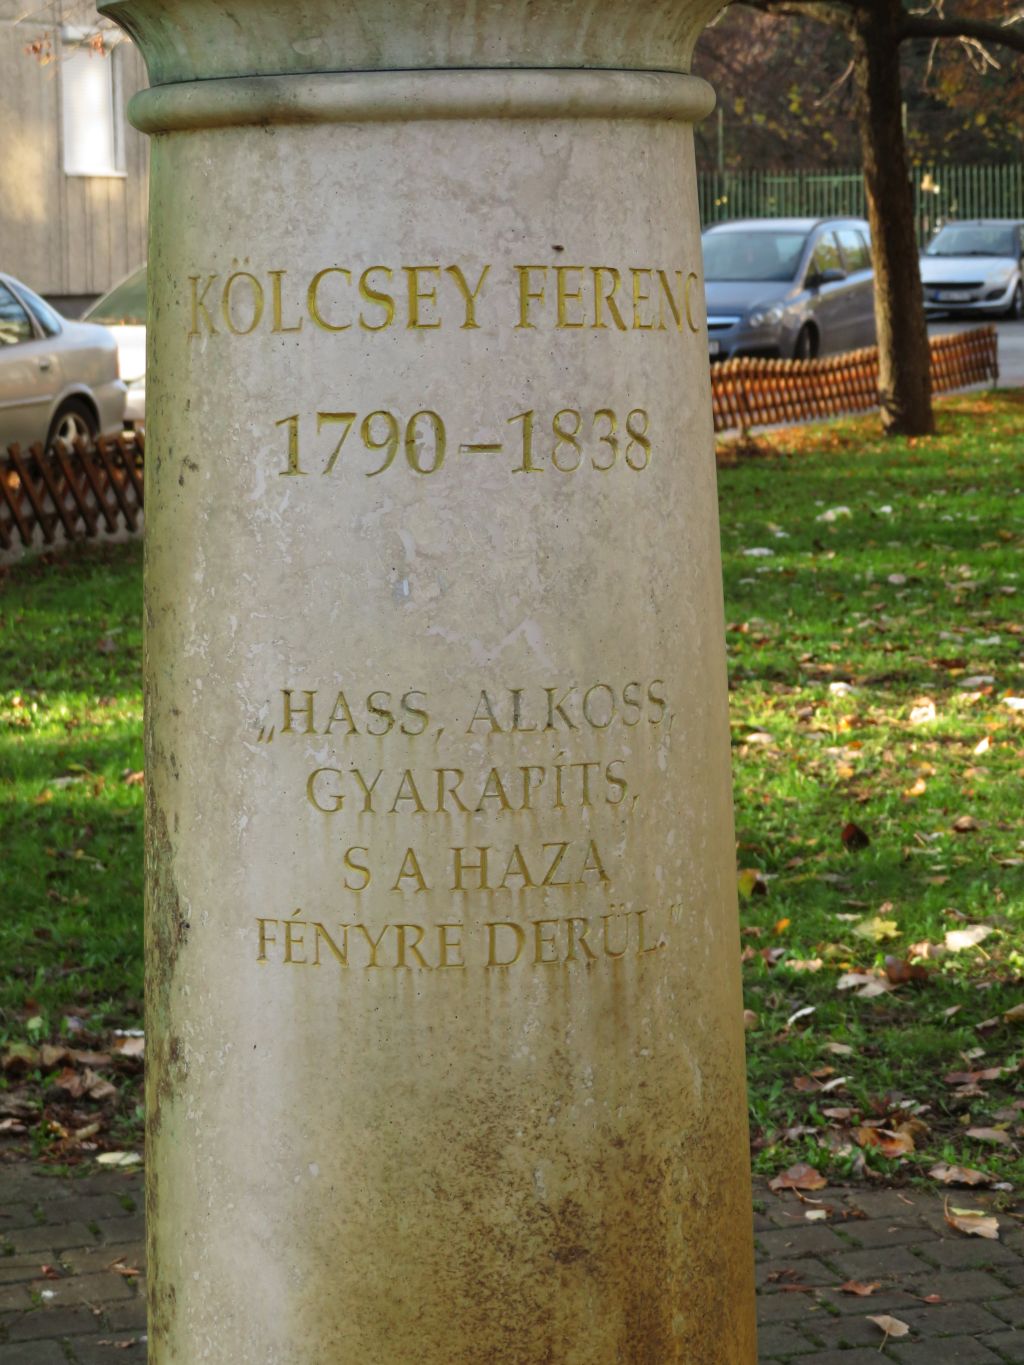 KÖLCSEY FERENC
1790–1838
„HASS, ALKOSS,
GYARAPÍTS,
S A HAZA
FÉNYRE DERÜL.”